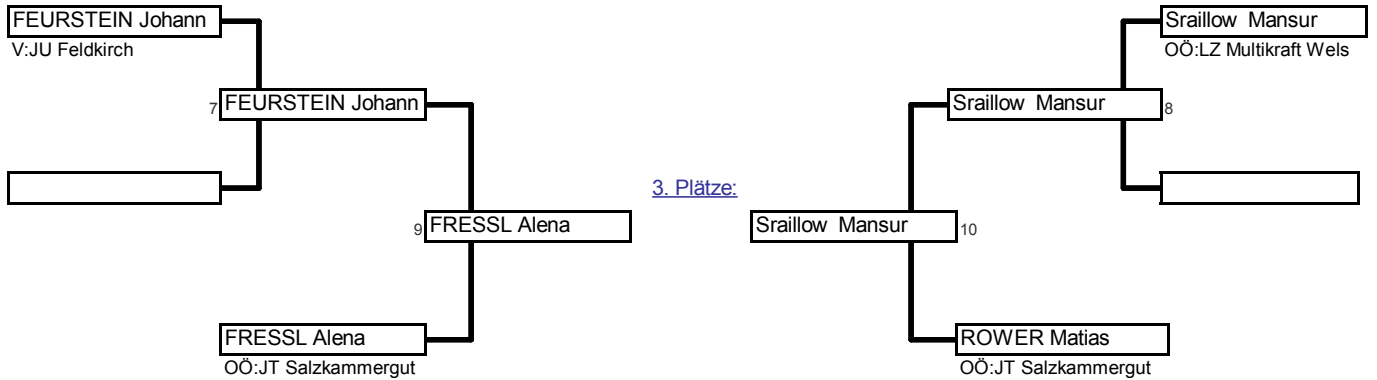 FEURSTEIN Johann
V:JU Feldkirch
7 FEURSTEIN Johann
9 FRESSL Alena
FRESSL Alena
OÖ:JT Salzkammergut
3. Plätze:
Sraillow Mansur
OÖ:LZ Multikraft Wels
Sraillow Mansur 8
Sraillow Mansur 10
ROWER Matias
OÖ:JT Salzkammergut